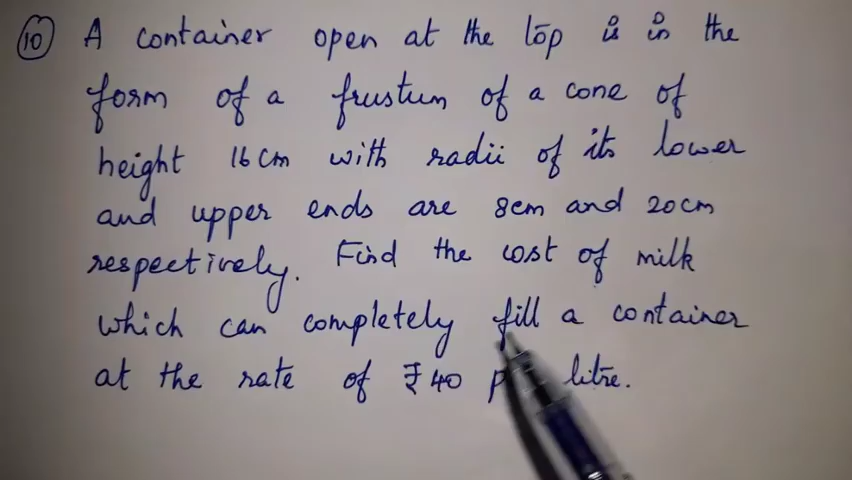 10 A container open at the top is in the
form of a frustum of a cone of
height 16cm with radii of its lower
and upper ends are 8cm and 20cm
respectively. Find the cost of milk
which can completely fill a container
at the rate of ₹40 litre.